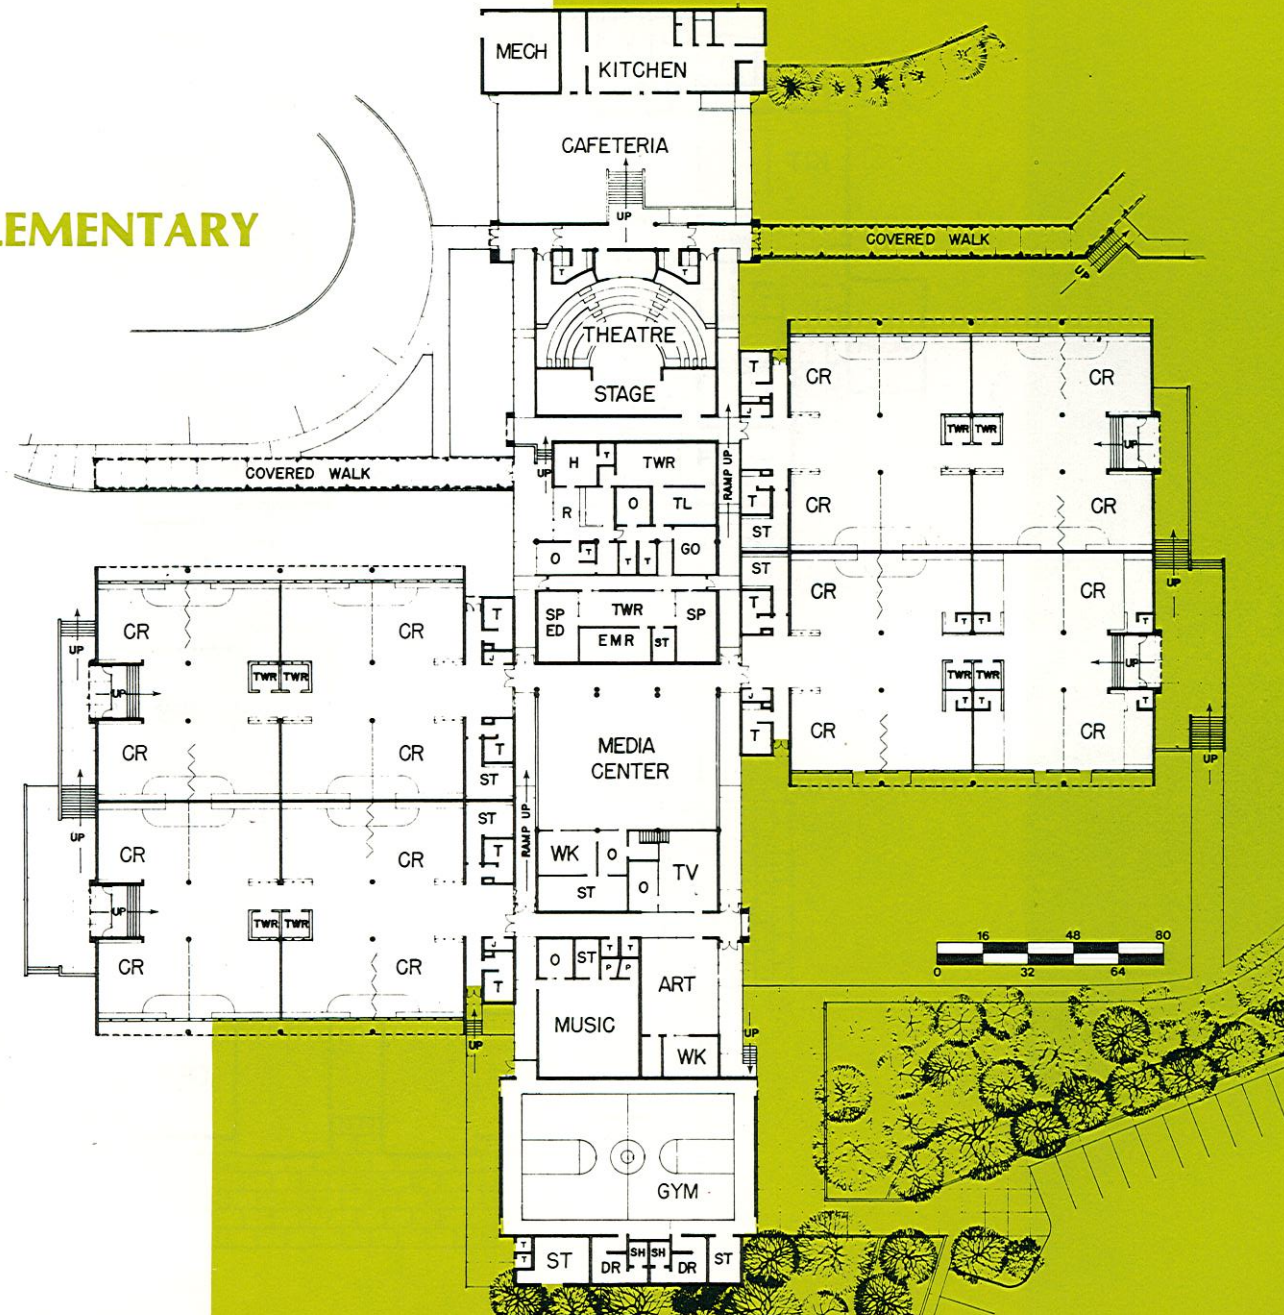 MECH
KITCHEN
CAFETERIA
UP
LEMENTARY
COVERED WALK
UP
T
T
THEATRE
STAGE
T
CR
CR
J
TWR
TWR
UP
COVERED WALK
UP
H
T
TWR
RAMP UP
R
O
TL
T
ST
CR
CR
O
T
T
T
GO
ST
UP
SP
ED
TWR
SP
EMR
ST
T
CR
CR
T
T
T
CR
CR
T
UP
J
TWR
TWR
UP
TWR
TWR
UP
J
T
T
T
T
CR
CR
T
ST
MEDIA
CENTER
CR
CR
UP
UP
RAMP UP
ST
CR
CR
T
WK
O
ST
O
TV
UP
TWR
TWR
J
CR
CR
T
O
ST
T
T
P
P
ART
MUSIC
WK
UP
UP
16
48
80
0
32
64
GYM
T
T
ST
DR
SH
SH
DR
ST